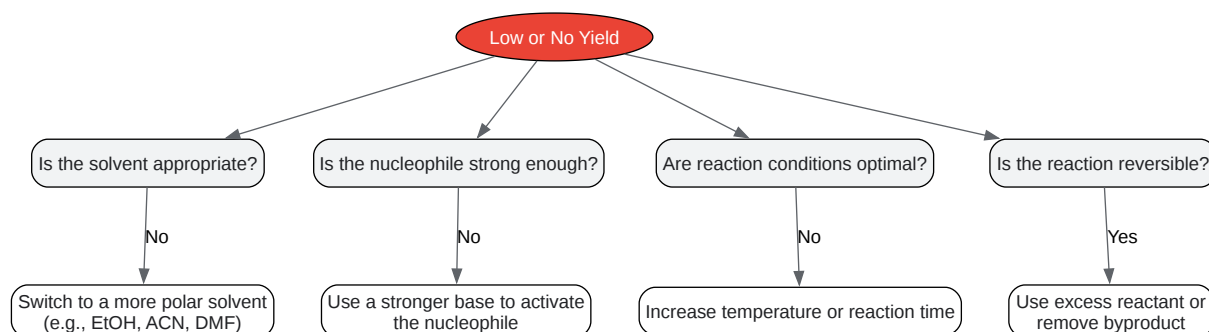 Low or No Yield
Is the solvent appropriate?
Is the nucleophile strong enough?
Are reaction conditions optimal?
Is the reaction reversible?
No
No
No
Yes
Switch to a more polar solvent
(e.g., EtOH, ACN, DMF)
Use a stronger base to activate
the nucleophile
Increase temperature or reaction time
Use excess reactant or
remove byproduct